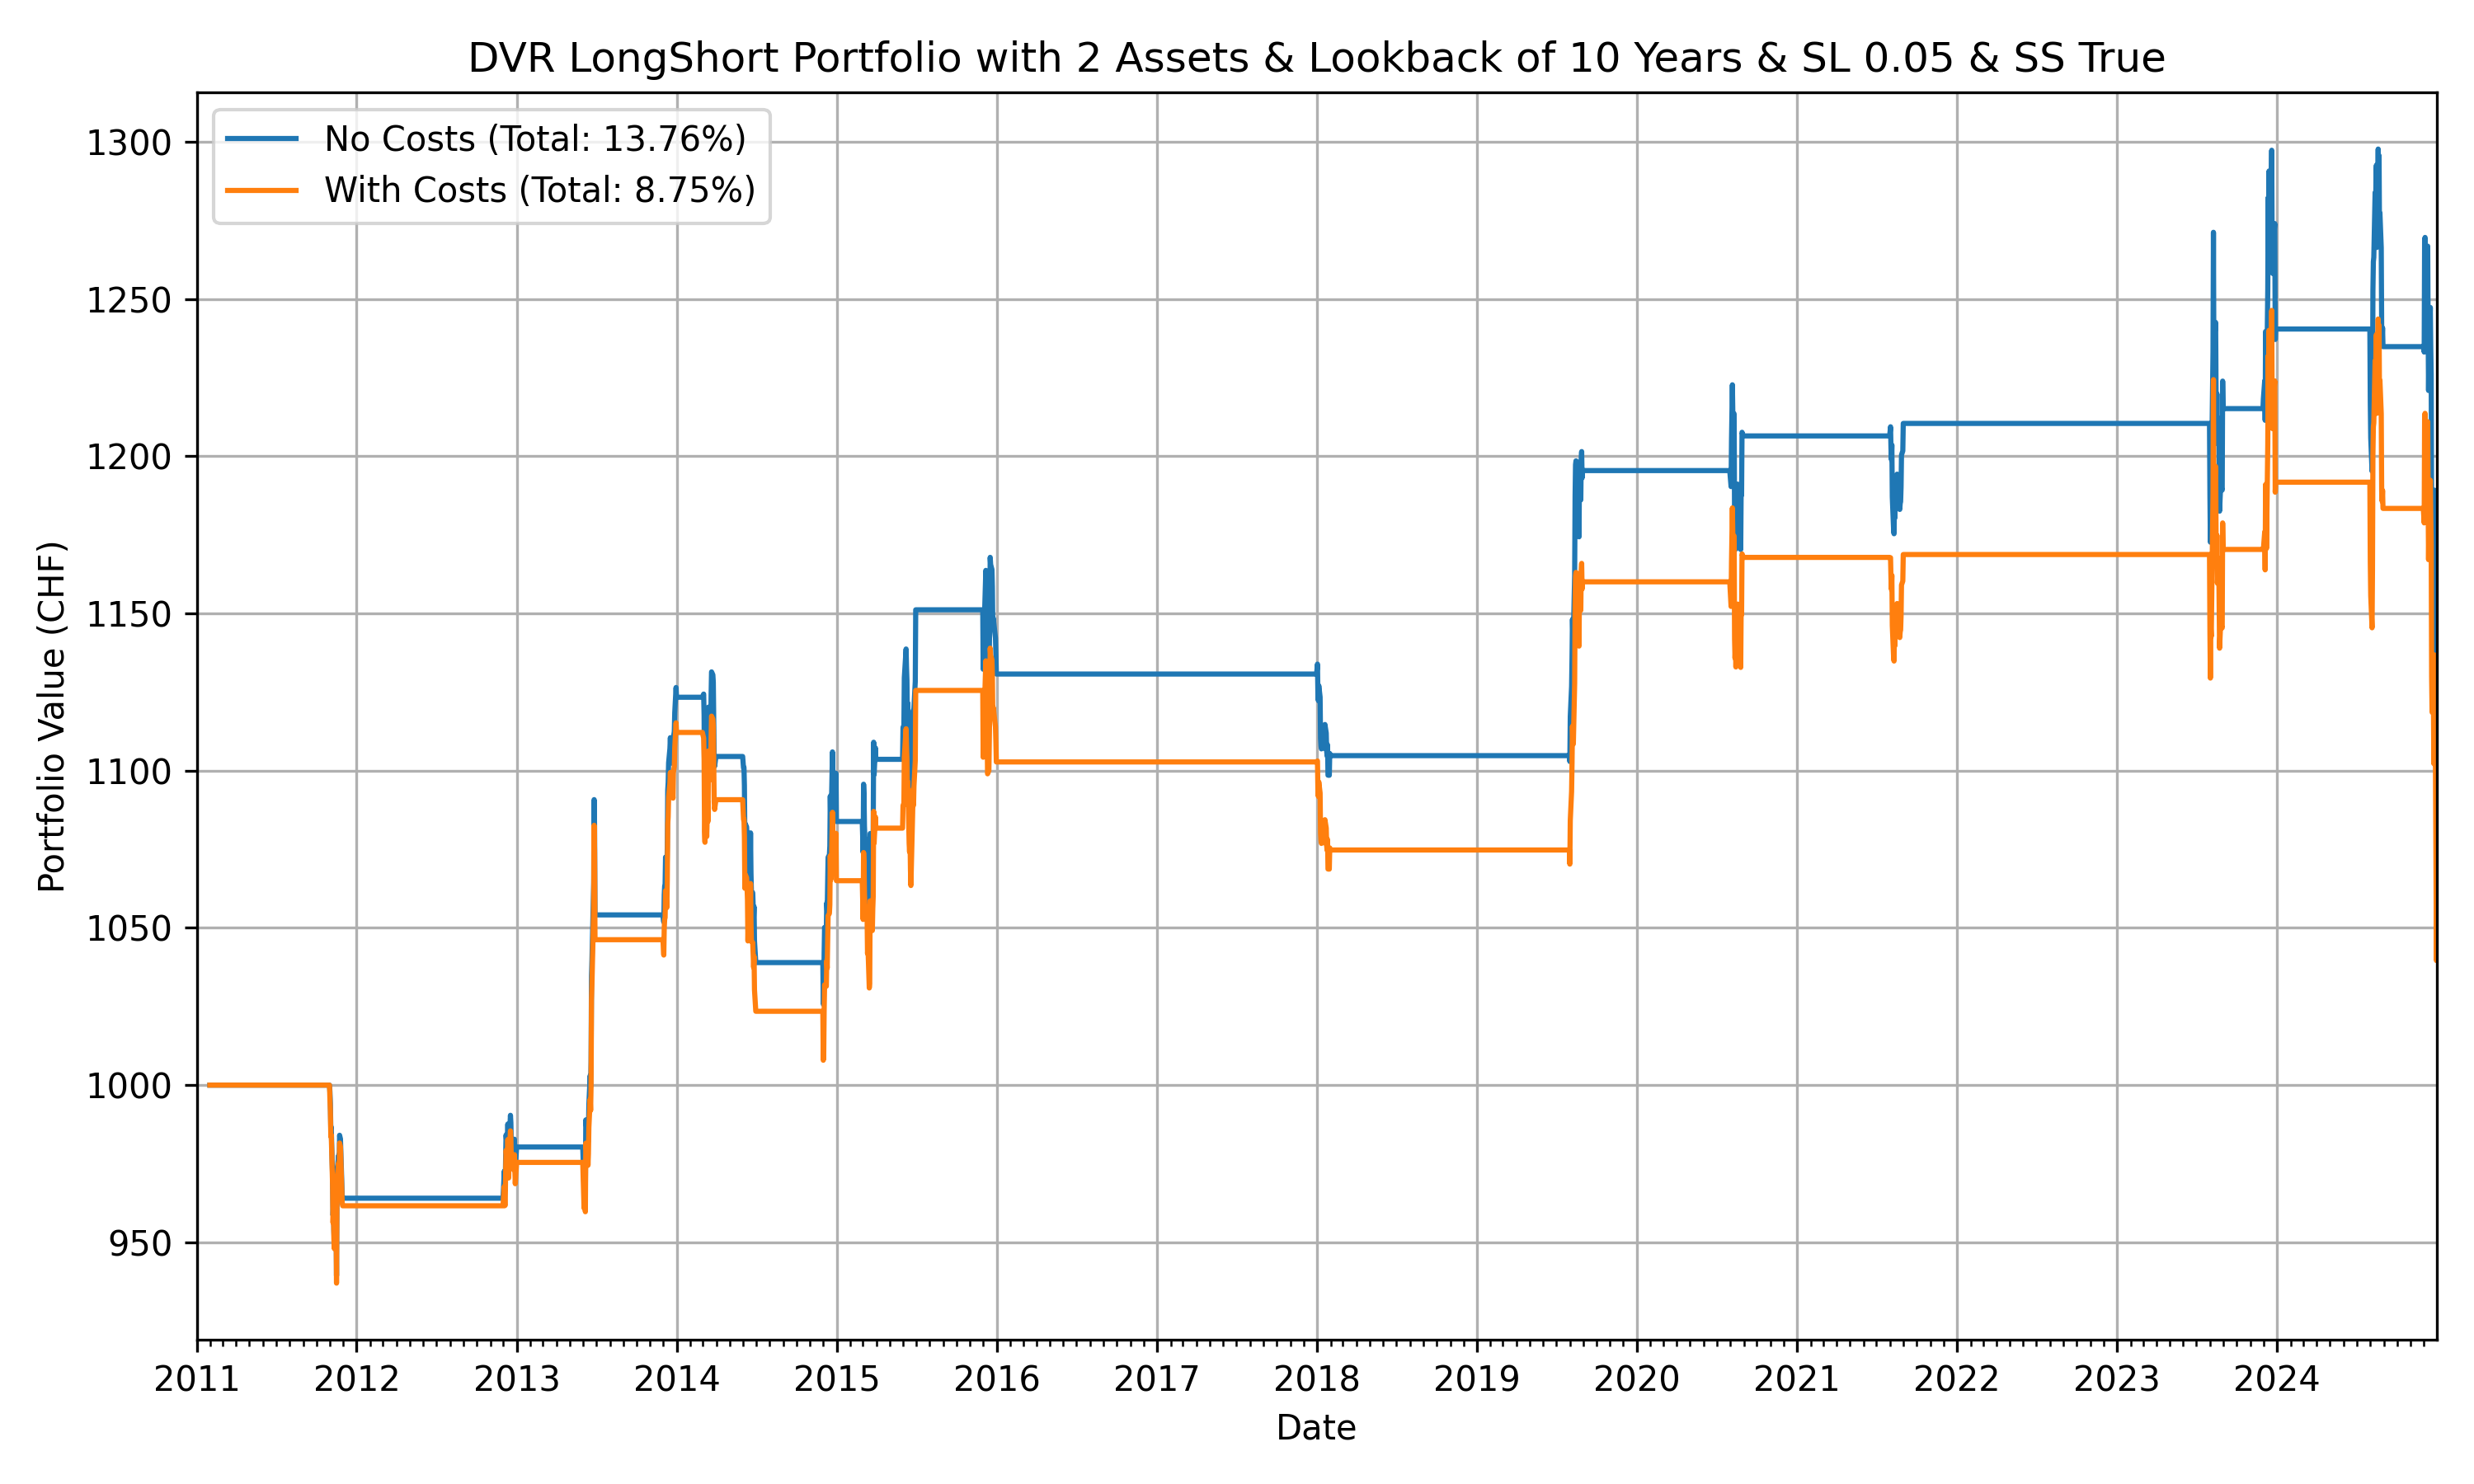 DVR LongShort Portfolio with 2 Assets & Lookback of 10 Years & SL 0.05 & SS True
No Costs (Total: 13.76%)
With Costs (Total: 8.75%)
Portfolio Value (CHF)
1300
1250
1200
1150
1100
1050
1000
950
2011 2012 2013 2014 2015 2016 2017 2018 2019 2020 2021 2022 2023 2024
Date